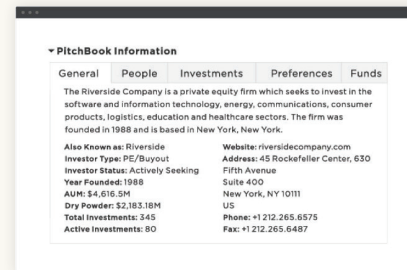 PitchBook Information
General People Investments Preferences Funds
The Riverside Company is a private equity firm which seeks to invest in the
software and information technology, energy, communications, consumer
products, logistics, education and healthcare sectors. The firm was
founded in 1988 and is based in New York, New York.
Also Known as: Riverside
Investor Type: PE/Buyout
Investor Status: Actively Seeking
Year Founded: 1988
AUM: $4,616.5M
Dry Powder: $2,183.18M
Total Investments: 345
Active Investments: 80
Website: riversidecompany.com
Address: 45 Rockefeller Center, 630
Fifth Avenue
Suite 400
New York, NY 10111
US
Phone: +1 212.265.6575
Fax: +1 212.265.6487